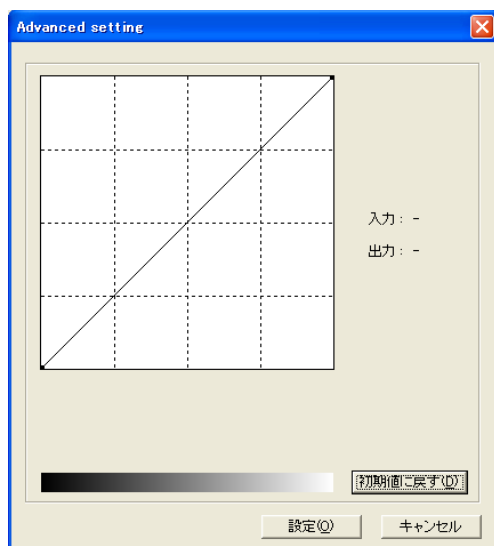 Advanced setting
入力： -
出力： -
初期値に戻す(D)
設定(O)
キャンセル